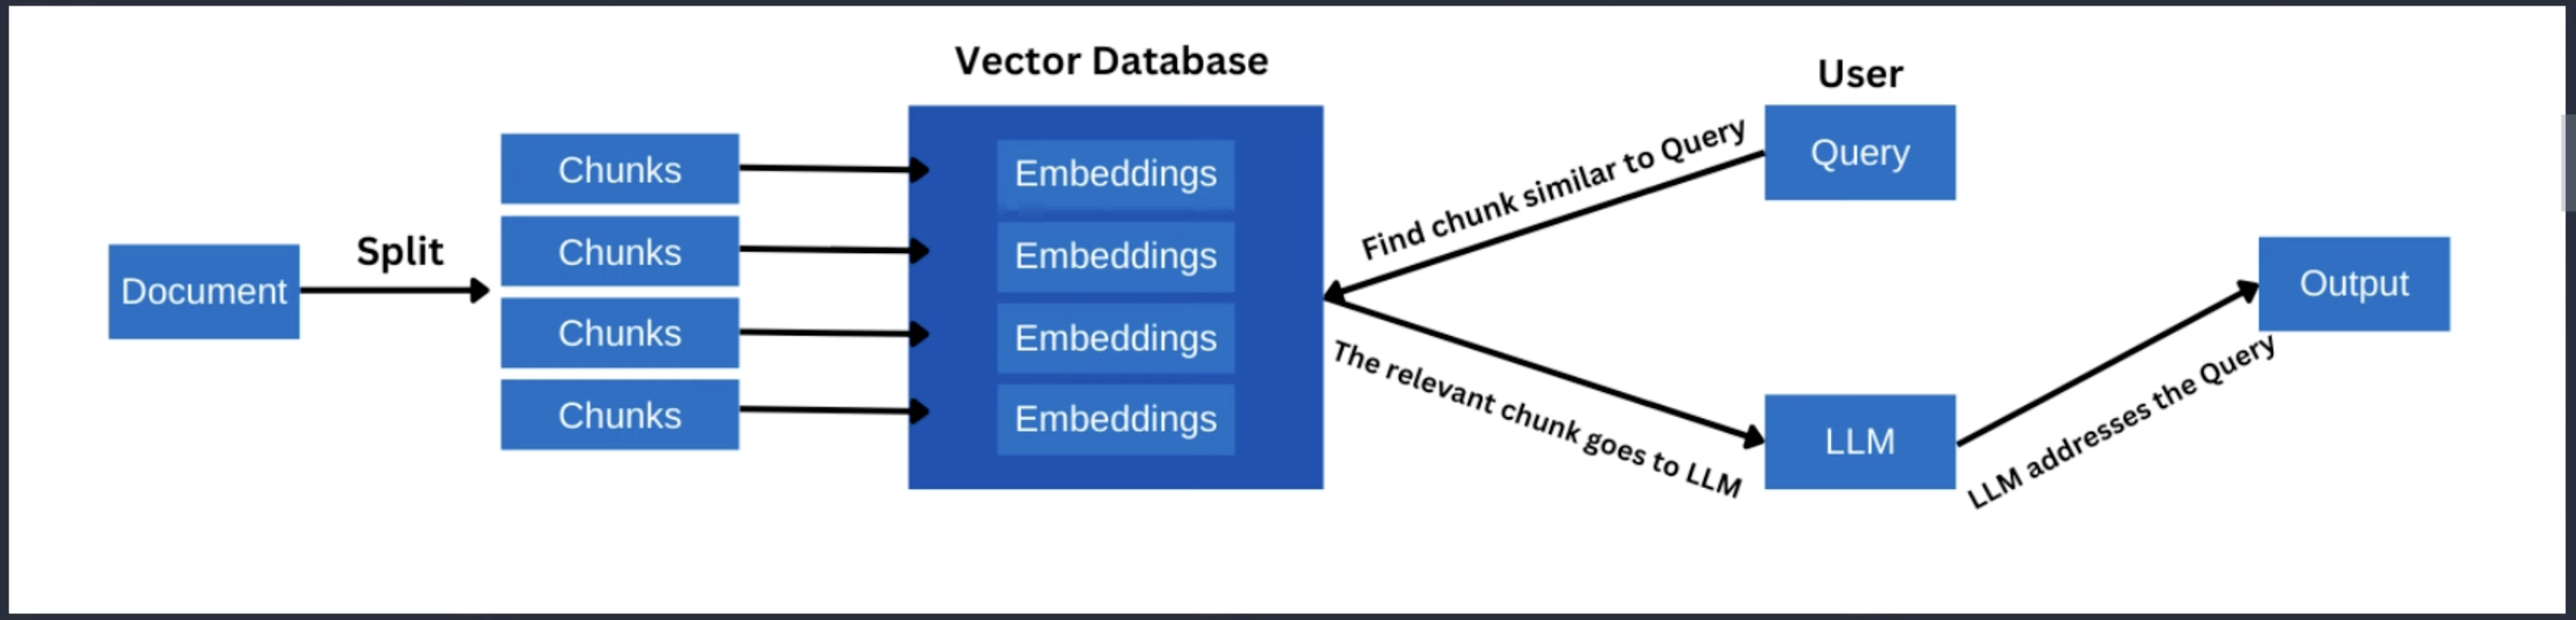 Vector Database
User
Document
Split
Chunks
Chunks
Chunks
Chunks
Embeddings
Embeddings
Embeddings
Embeddings
Find chunk similar to Query
Query
The relevant chunk goes to LLM
LLM
LLM addresses the Query
Output